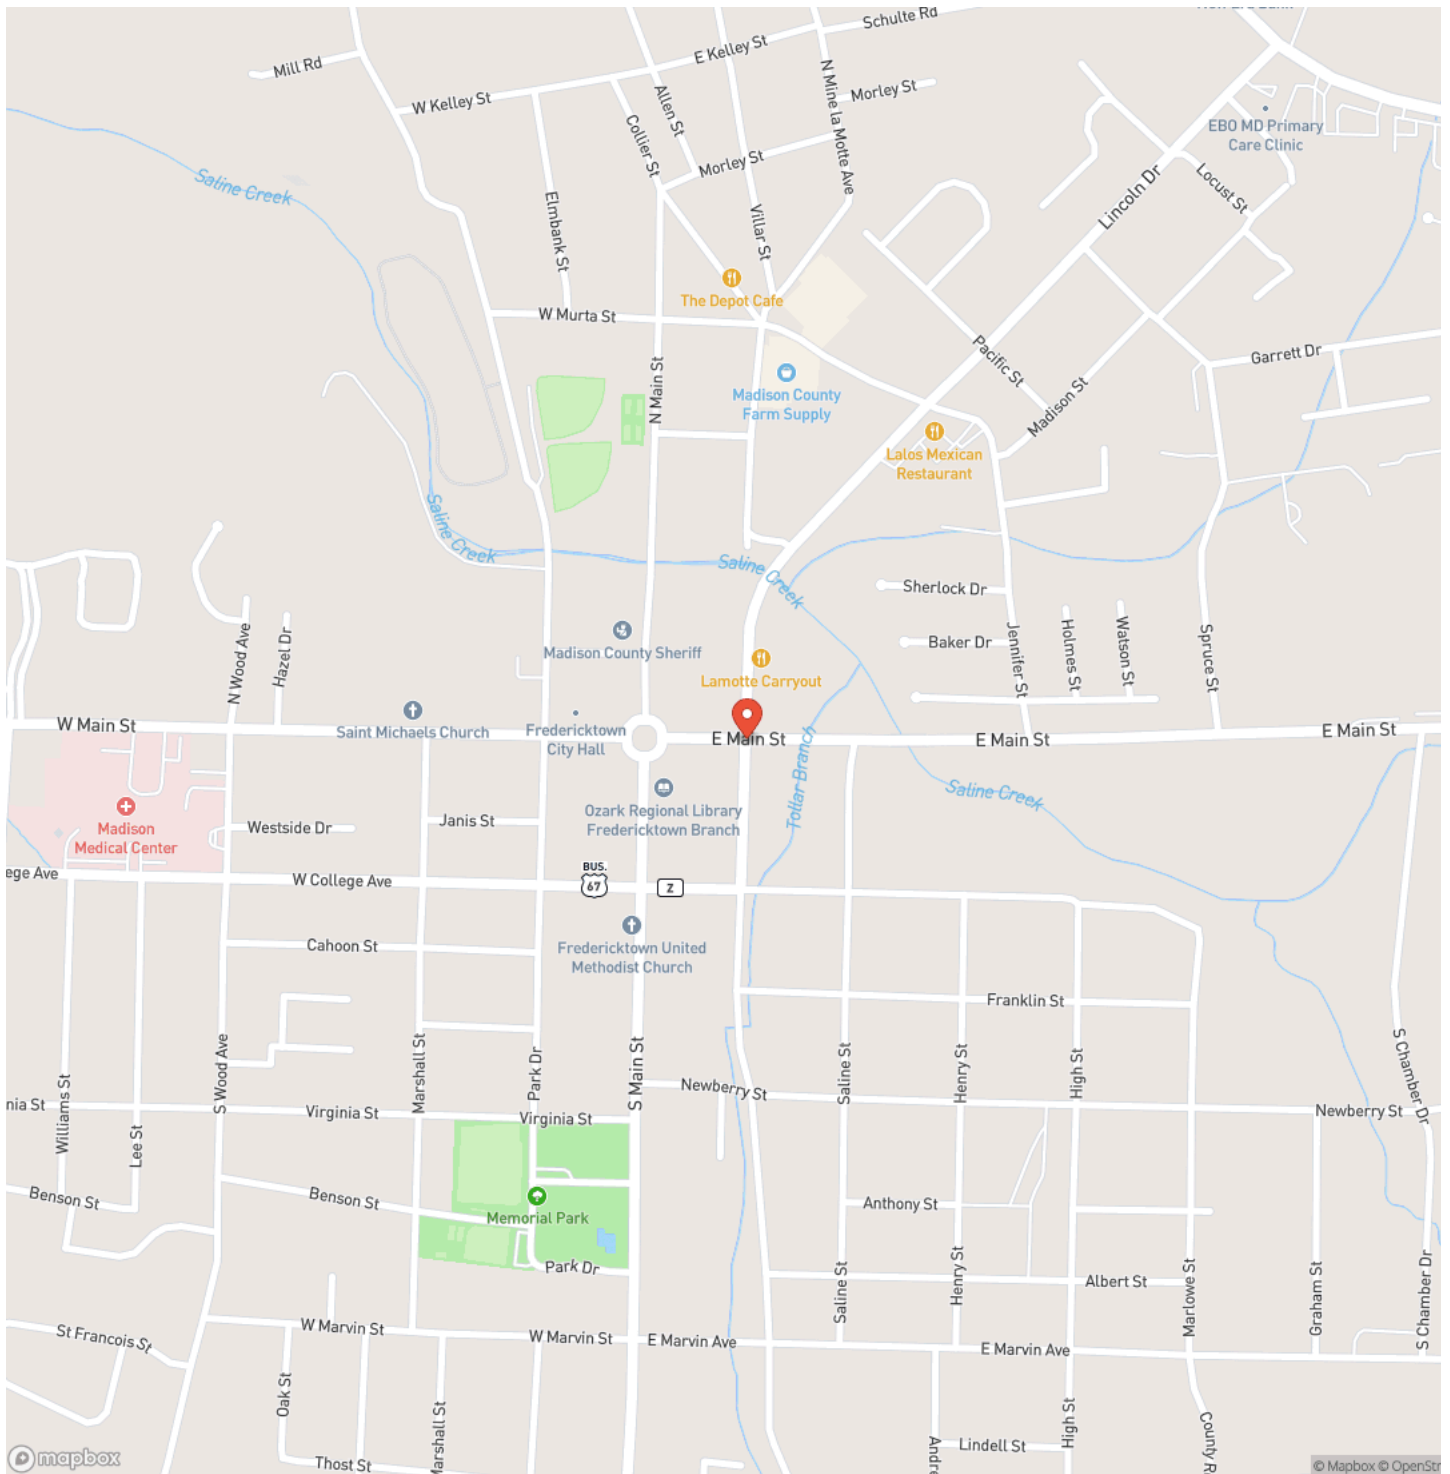 Schulte Rd
E Kelley St
Mill Rd
W Kelley St
Allen St
Collier St
N Mine la Motte Ave
Morley St
Morley St
EBO MD Primary
Care Clinic
Saline Creek
Elmbank St
Villar St
Lincoln Dr
Locust St
The Depot Cafe
W Murta St
N Main St
Pacific St
Garrett Dr
Madison County
Farm Supply
Madison St
Lalos Mexican
Restaurant
Saline Creek
Saline Creek
Sherlock Dr
Baker Dr
Jennifer St
Holmes St
Watson St
Spruce St
N Wood Ave
Hazel Dr
Madison County Sheriff
Lamotte Carryout
W Main St
Saint Michaels Church
Fredericktown
City Hall
E Main St
E Main St
E Main St
Tollar Branch
Saline Creek
Ozark Regional Library
Fredericktown Branch
Madison
Medical Center
Westside Dr
Janis St
ege Ave
W College Ave
BUS.
67
Z
Cahoon St
Fredericktown United
Methodist Church
Franklin St
Williams St
Lee St
S Wood Ave
Marshall St
Park Dr
S Main St
Newberry St
Saline St
Henry St
High St
S Chamber Dr
nia St
Virginia St
Virginia St
Newberry St
Benson St
Benson St
Memorial Park
Anthony St
Park Dr
Saline St
Henry St
Albert St
Marlowe St
Graham St
S Chamber Dr
St Francois St
W Marvin St
W Marvin St
E Marvin Ave
E Marvin Ave
Oak St
Marshall St
Thost St
Andre
Lindell St
High St
County R
mapbox
© Mapbox © OpenStr